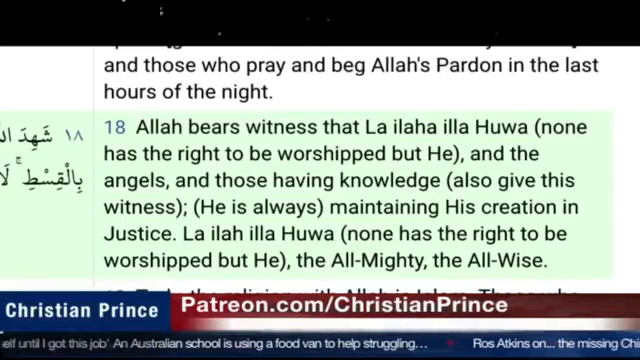 and those who pray and beg Allah's Pardon in the last
hours of the night.
١٨ شَهِدَ
18 Allah bears witness that La ilaha illa Huwa (none
بِالْقِسْطِ ۚ
has the right to be worshipped but He), and the
angels, and those having knowledge (also give this
witness); (He is always) maintaining His creation in
Justice. La ilah illa Huwa (none has the right to be
worshipped but He), the All-Mighty, the All-Wise.
Christian Prince
Patreon.com/ChristianPrince
self until I got this job' An Australian school is using a food van to help struggling… Ros Atkins on... the missing